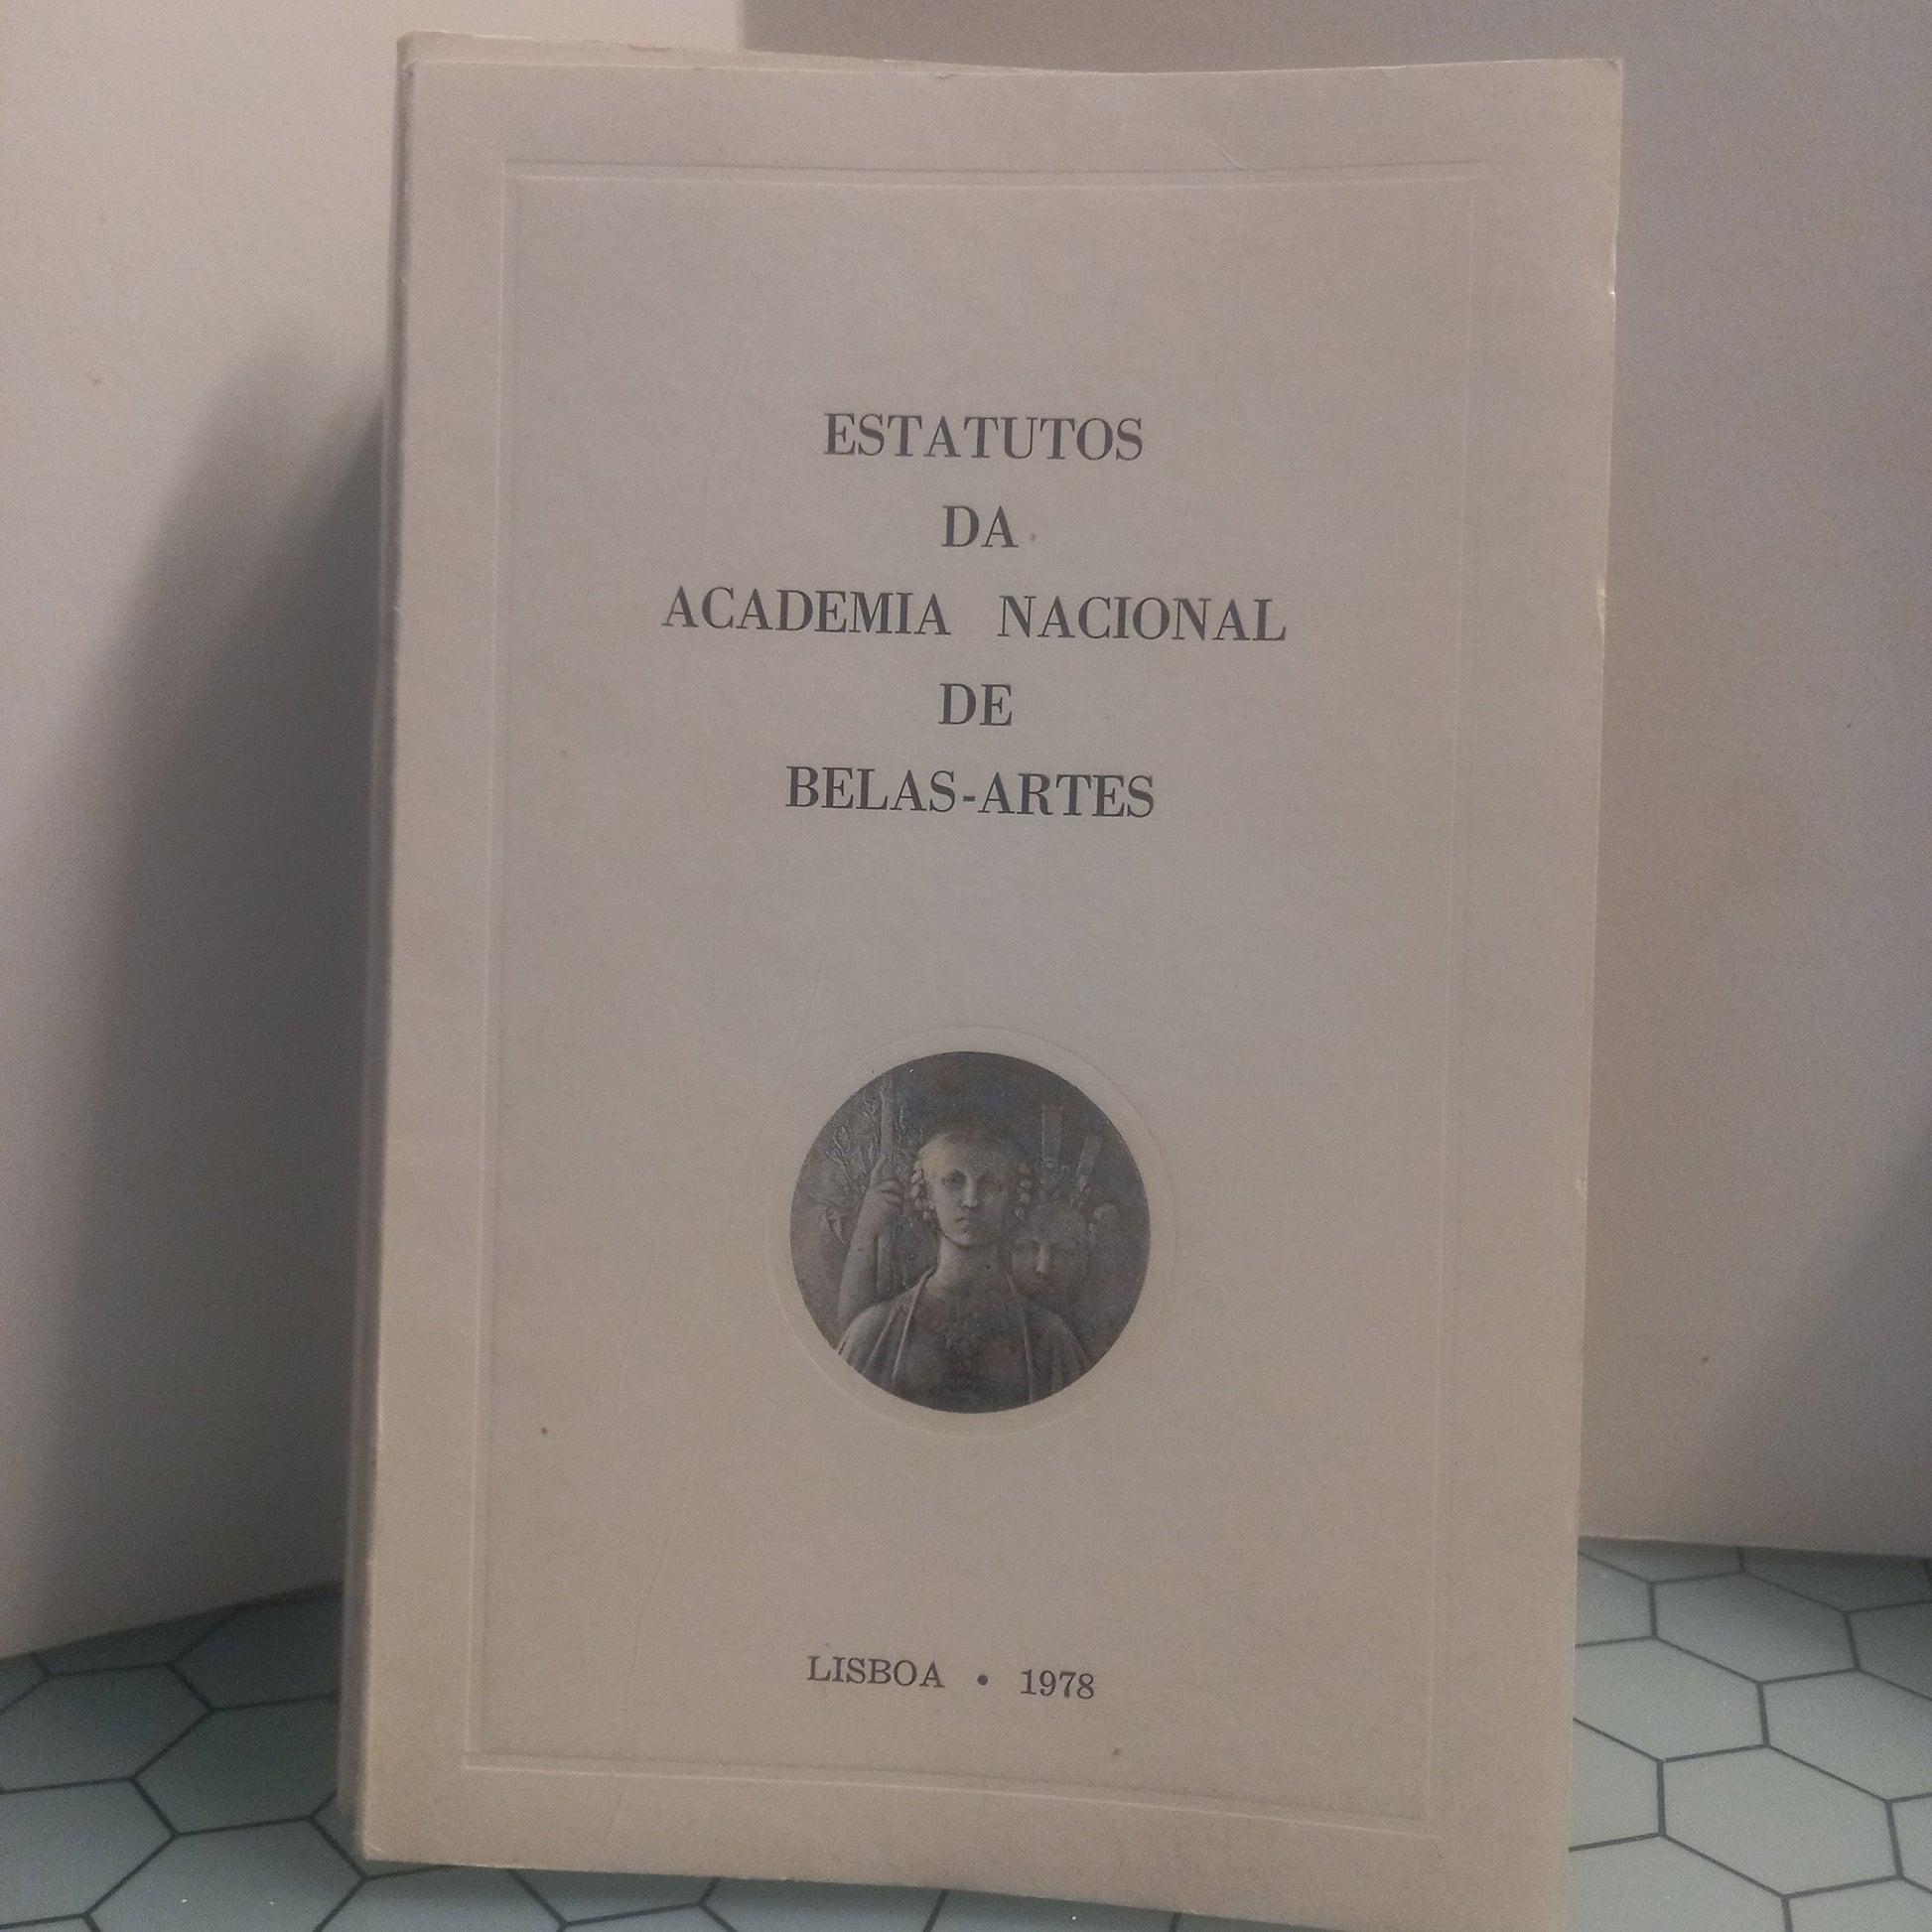 ESTATUTOS
DA
ACADEMIA NACIONAL
DE
BELAS-ARTES
LISBOA • 1978